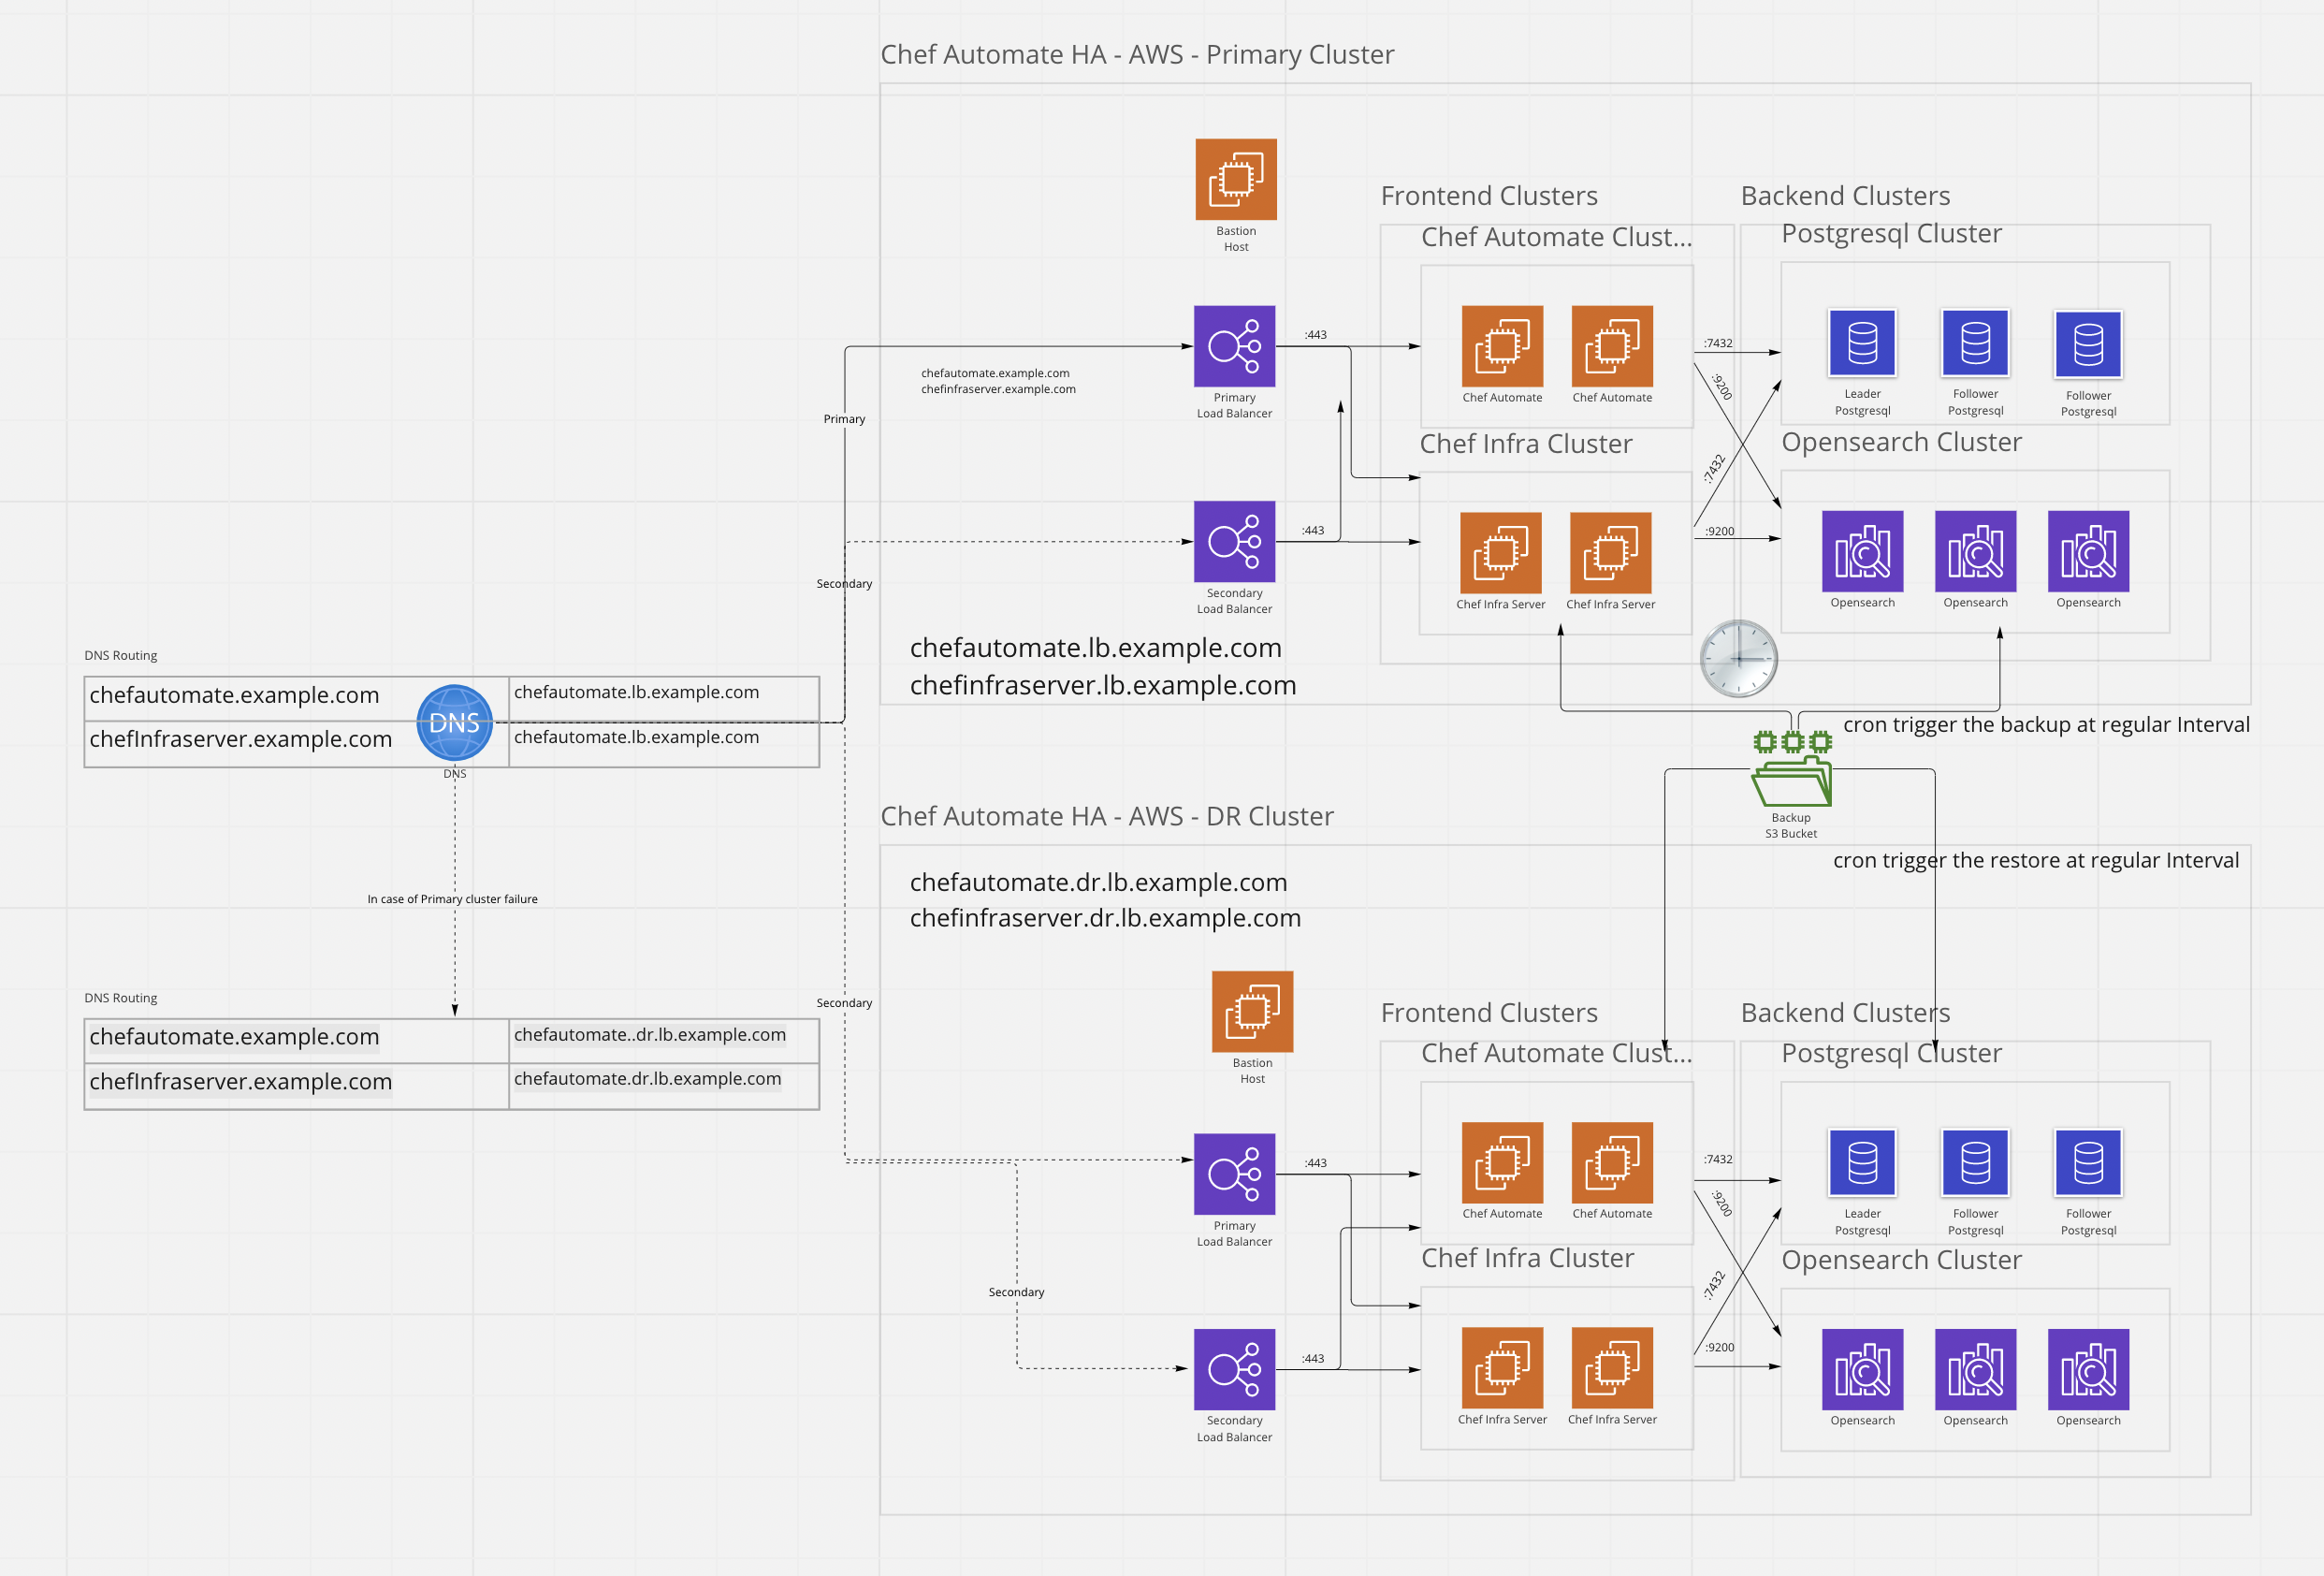 Chef Automate HA - AWS - Primary Cluster
Bastion
Host
Frontend Clusters
Backend Clusters
Chef Automate Clust...
Postgresql Cluster
:443
:7432
:9200
chefautomate.example.com
chefinfraserver.example.com
Primary
Primary
Load Balancer
Chef Automate
Chef Automate
Leader
Postgresql
Follower
Postgresql
Follower
Postgresql
Chef Infra Cluster
Opensearch Cluster
:7432
:443
:9200
Secondary
Secondary
Load Balancer
Chef Infra Server
Chef Infra Server
Opensearch
Opensearch
Opensearch
chefautomate.lb.example.com
chefinfraserver.lb.example.com
DNS Routing
chefautomate.example.com
chefautomate.lb.example.com
DNS
chefInfraserver.example.com
chefautomate.lb.example.com
DNS
cron trigger the backup at regular Interval
Backup
S3 Bucket
Chef Automate HA - AWS - DR Cluster
cron trigger the restore at regular Interval
chefautomate.dr.lb.example.com
chefinfraserver.dr.lb.example.com
In case of Primary cluster failure
DNS Routing
chefautomate.example.com
chefautomate..dr.lb.example.com
chefInfraserver.example.com
chefautomate.dr.lb.example.com
Secondary
Bastion
Host
Frontend Clusters
Backend Clusters
Chef Automate Clust...
Postgresql Cluster
:443
:7432
:9200
Primary
Load Balancer
Chef Automate
Chef Automate
Leader
Postgresql
Follower
Postgresql
Follower
Postgresql
Chef Infra Cluster
Opensearch Cluster
:7432
Secondary
:443
:9200
Secondary
Load Balancer
Chef Infra Server
Chef Infra Server
Opensearch
Opensearch
Opensearch